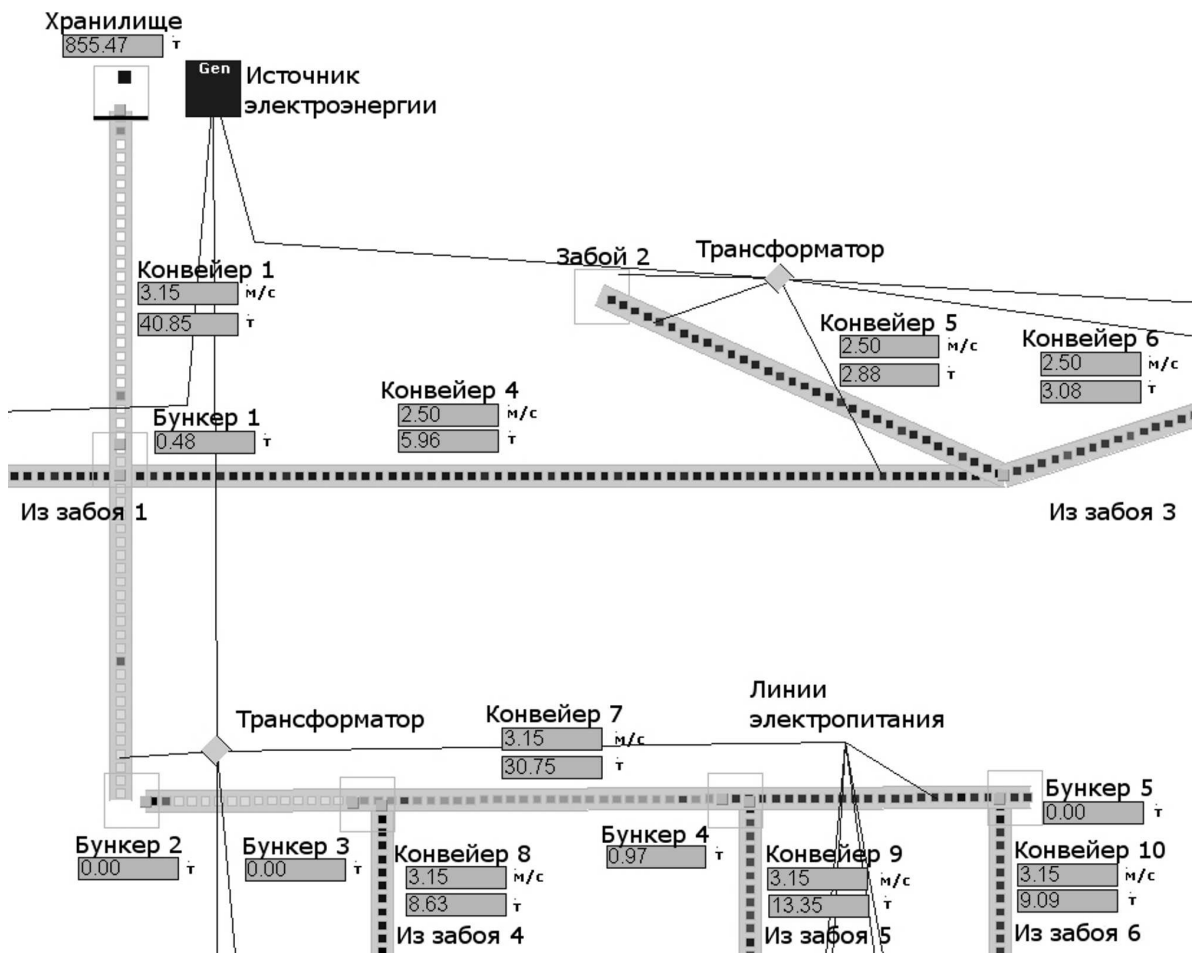 Хранилище
855.47 т
Gen
Источник
электроэнергии
Конвейер 1
3.15 м/с
40.85 т
Забой 2
Трансформатор
Конвейер 5
2.50 м/с
2.88 т
Конвейер 6
2.50 м/с
3.08 т
Конвейер 4
2.50 м/с
5.96 т
Бункер 1
0.48 т
Из забоя 1
Из забоя 3
Трансформатор
Конвейер 7
3.15 м/с
30.75 т
Линии
электропитания
Бункер 2
0.00 т
Бункер 3
0.00 т
Конвейер 8
3.15 м/с
8.63 т
Из забоя 4
Бункер 4
0.97 т
Конвейер 9
3.15 м/с
13.35 т
Из забоя 5
Бункер 5
0.00 т
Конвейер 10
3.15 м/с
9.09 т
Из забоя 6